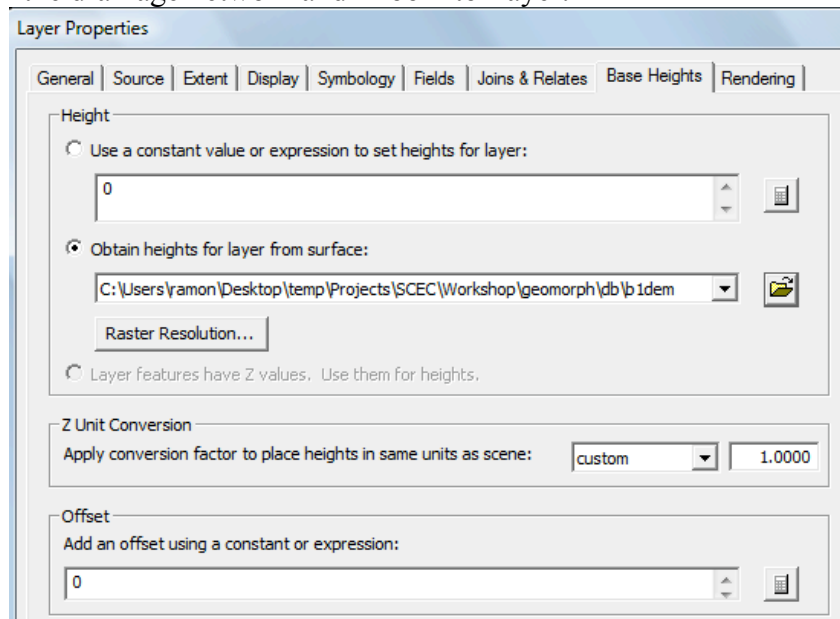 Layer Properties
General Source Extent Display Symbology Fields Joins & Relates Base Heights Rendering
Height
Use a constant value or expression to set heights for layer:
0
Obtain heights for layer from surface:
C:\Users\ramon\Desktop\temp\Projects\SCEC\Workshop\geomorph\db\b1dem
Raster Resolution...
Layer features have Z values. Use them for heights.
Z Unit Conversion
Apply conversion factor to place heights in same units as scene: custom 1.0000
Offset
Add an offset using a constant or expression:
0